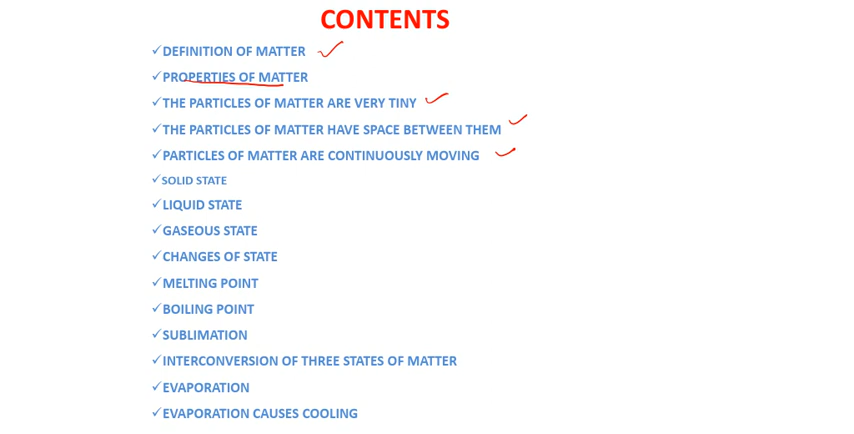 CONTENTS
✓DEFINITION OF MATTER
✓PROPERTIES OF MATTER
✓THE PARTICLES OF MATTER ARE VERY TINY
✓THE PARTICLES OF MATTER HAVE SPACE BETWEEN THEM
✓PARTICLES OF MATTER ARE CONTINUOUSLY MOVING
✓SOLID STATE
✓LIQUID STATE
✓GASEOUS STATE
✓CHANGES OF STATE
✓MELTING POINT
✓BOILING POINT
✓SUBLIMATION
✓INTERCONVERSION OF THREE STATES OF MATTER
✓EVAPORATION
✓EVAPORATION CAUSES COOLING